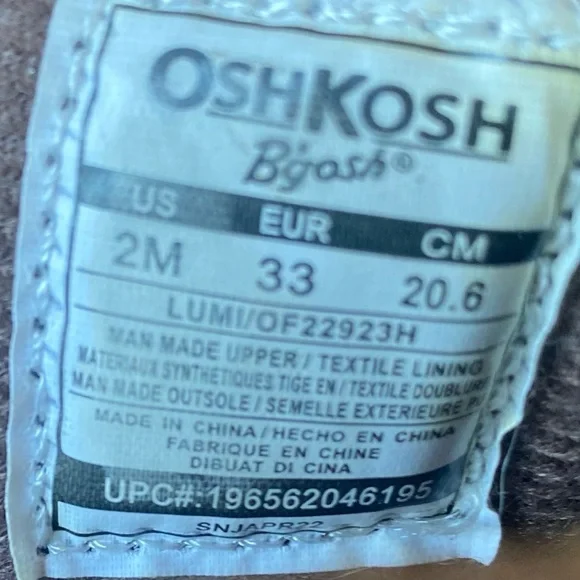 OSHKOSH
B'gosh®
US EUR CM
2M 33 20.6
LUMI/OF22923H
MAN MADE UPPER / TEXTILE LINING
MATERIAUX SYNTHETIQUES TIGE EN / TEXTILE DOUBLURE
MAN MADE OUTSOLE / SEMELLE EXTERIEURE
MADE IN CHINA / HECHO EN CHINA
FABRIQUE EN CHINE
DIBUAT DI CINA
UPC#:196562046195
SNJAPR22